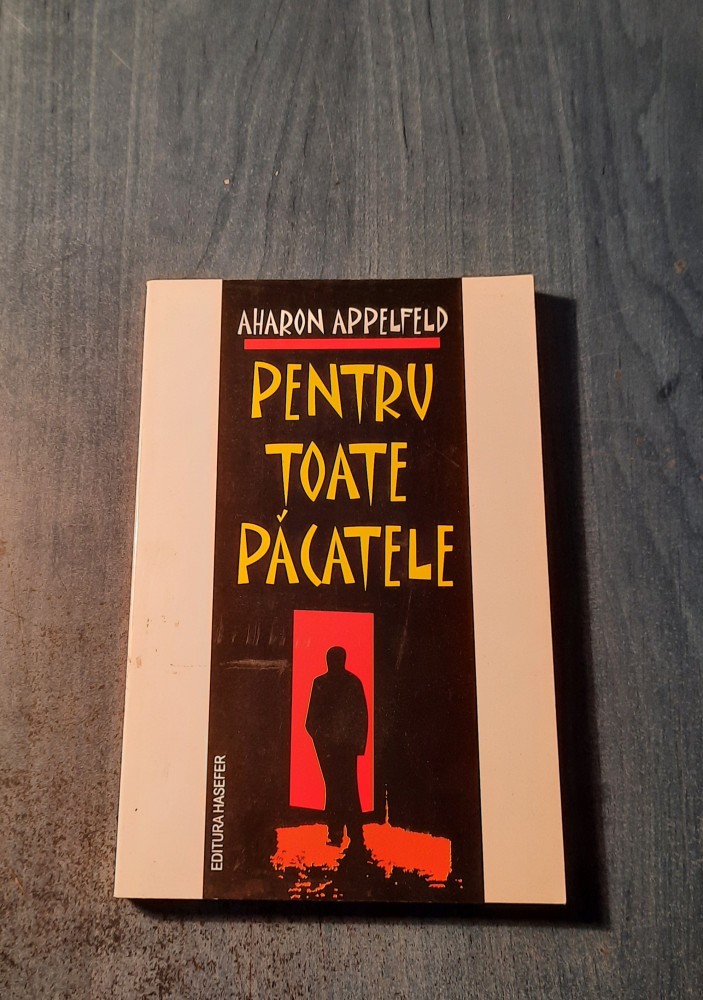 AHARON APPELFELD
PENTRU
TOATE
PĂCATELE
EDITURA HASEFER